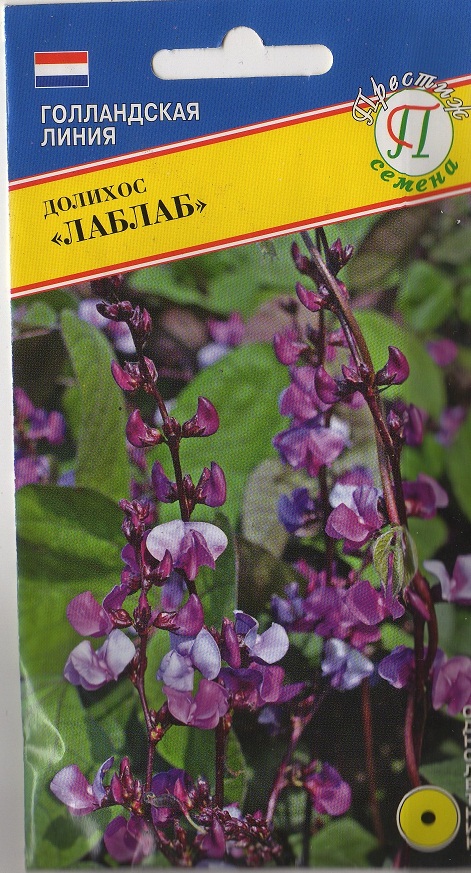 ГОЛЛАНДСКАЯ
ЛИНИЯ
Престиж
П
семена
ДОЛИХОС
«ЛАБЛАБ»